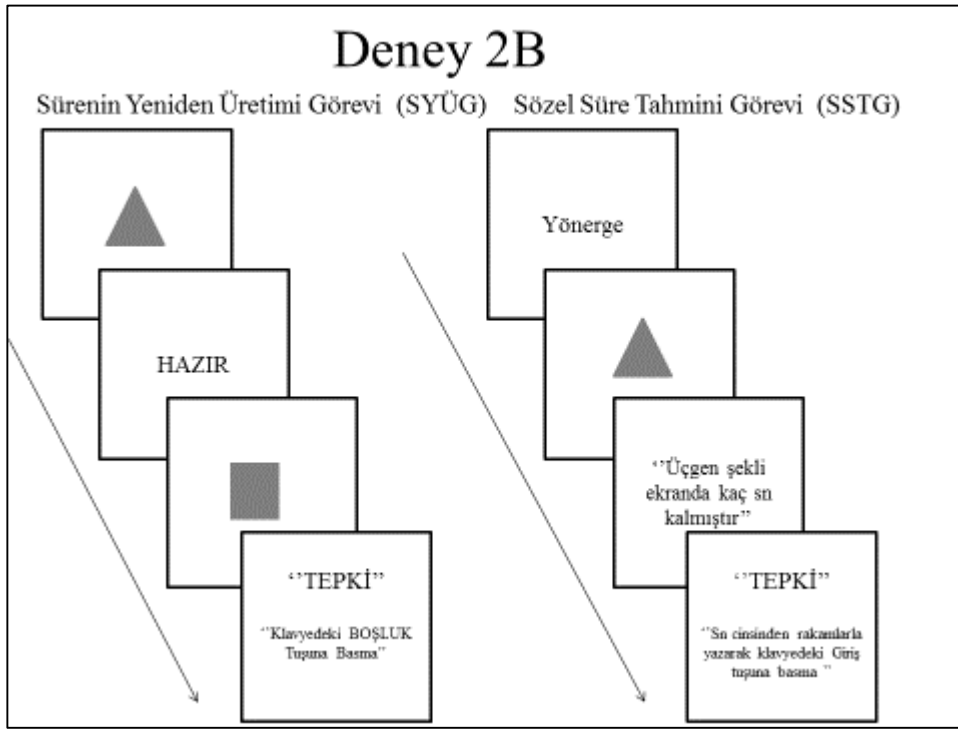 Deney 2B
Sürenin Yeniden Üretimi Görevi (SYÜG)
HAZIR
‘’TEPKİ’’
‘’Klavyedeki BOŞLUK
Tuşuna Basma’’
Sözel Süre Tahmini Görevi (SSTG)
Yönerge
‘’Üçgen şekli
ekranda kaç sn
kalmıştır’’
‘’TEPKİ’’
‘’Sn cinsinden rakamlarla
yazarak klavyedeki Giriş
tuşuna basma ’’